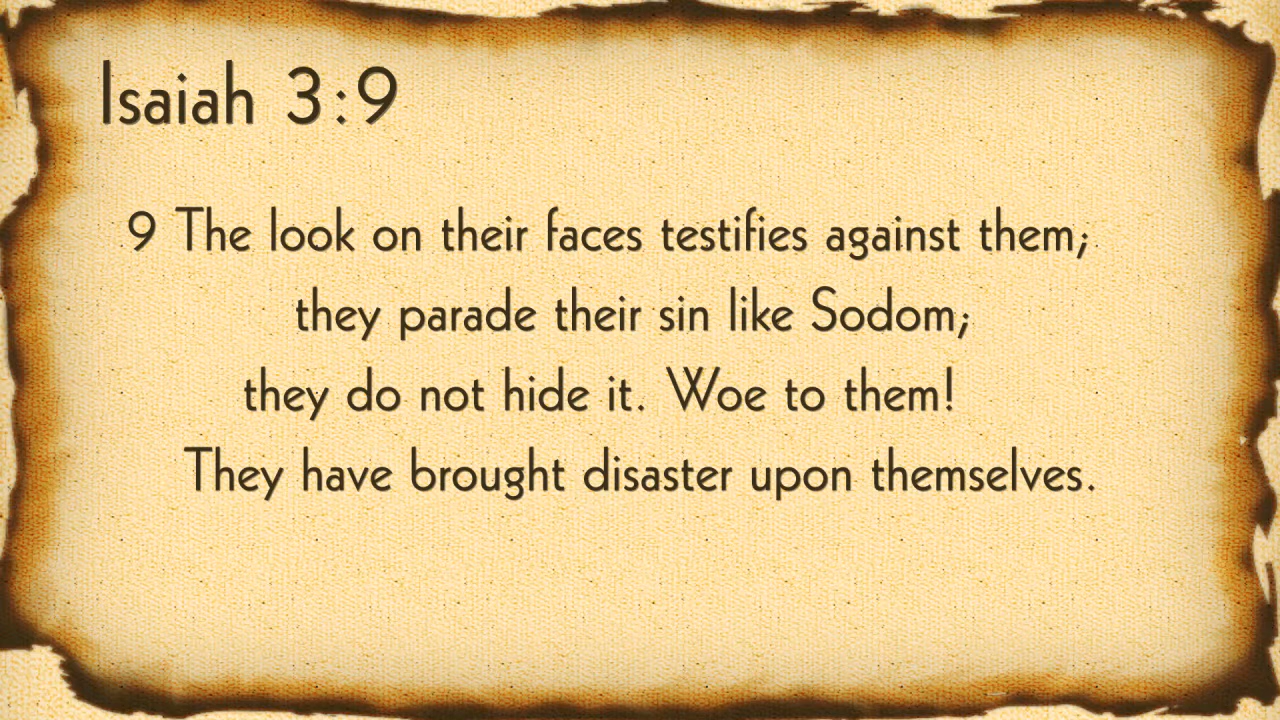 Isaiah 3:9
9 The look on their faces testifies against them;
they parade their sin like Sodom;
they do not hide it. Woe to them!
They have brought disaster upon themselves.